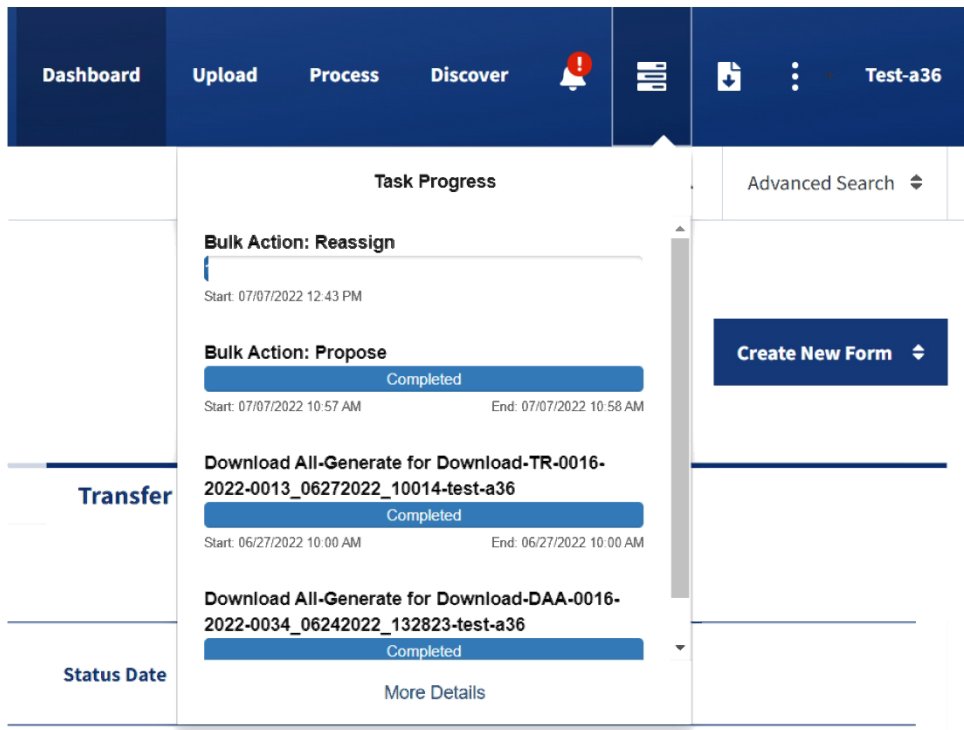 Dashboard Upload Process Discover ! Test-a36
Task Progress
Advanced Search
Bulk Action: Reassign
Start: 07/07/2022 12:43 PM
Bulk Action: Propose
Completed
Start: 07/07/2022 10:57 AM End: 07/07/2022 10:58 AM
Create New Form
Download All-Generate for Download-TR-0016-
2022-0013_06272022_10014-test-a36
Completed
Start: 06/27/2022 10:00 AM End: 06/27/2022 10:00 AM
Transfer
Download All-Generate for Download-DAA-0016-
2022-0034_06242022_132823-test-a36
Completed
Status Date
More Details